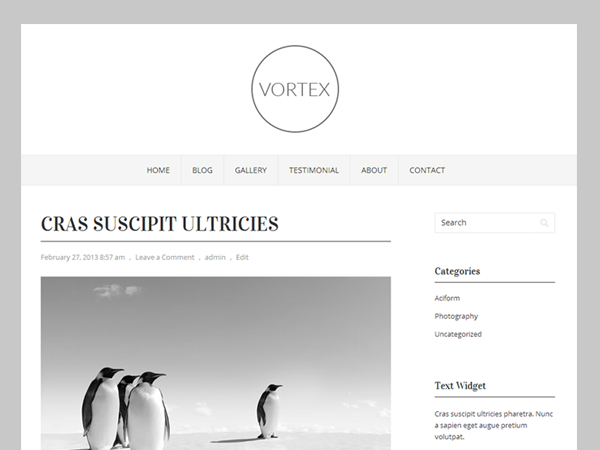 VORTEX
HOME BLOG GALLERY TESTIMONIAL ABOUT CONTACT
CRAS SUSCIPIT ULTRICIES
February 27, 2013 8:57 am , Leave a Comment , admin , Edit
Search
Categories
Aciform
Photography
Uncategorized
Text Widget
Cras suscipit ultricies pharetra. Nunc
a sapien eget augue pretium
volutpat.